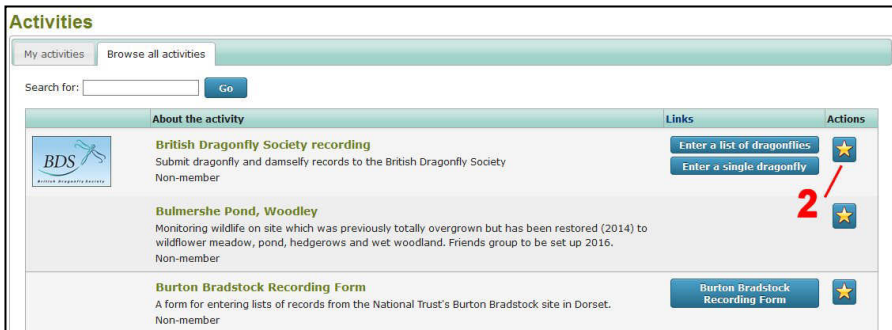 Activities
My activities Browse all activities
Search for: Go
About the activity Links Actions
BDS
British Dragonfly Society
British Dragonfly Society recording
Submit dragonfly and damselfly records to the British Dragonfly Society
Non-member
Enter a list of dragonflies
Enter a single dragonfly
2
Bulmershe Pond, Woodley
Monitoring wildlife on site which was previously totally overgrown but has been restored (2014) to
wildflower meadow, pond, hedgerows and wet woodland. Friends group to be set up 2016.
Non-member
Burton Bradstock Recording Form
A form for entering lists of records from the National Trust's Burton Bradstock site in Dorset.
Non-member
Burton Bradstock
Recording Form